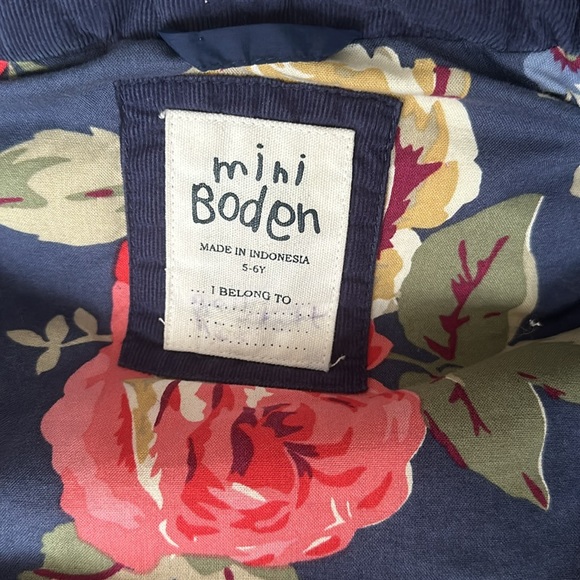 mini
Boden
MADE IN INDONESIA
5-6Y
... I BELONG TO ...